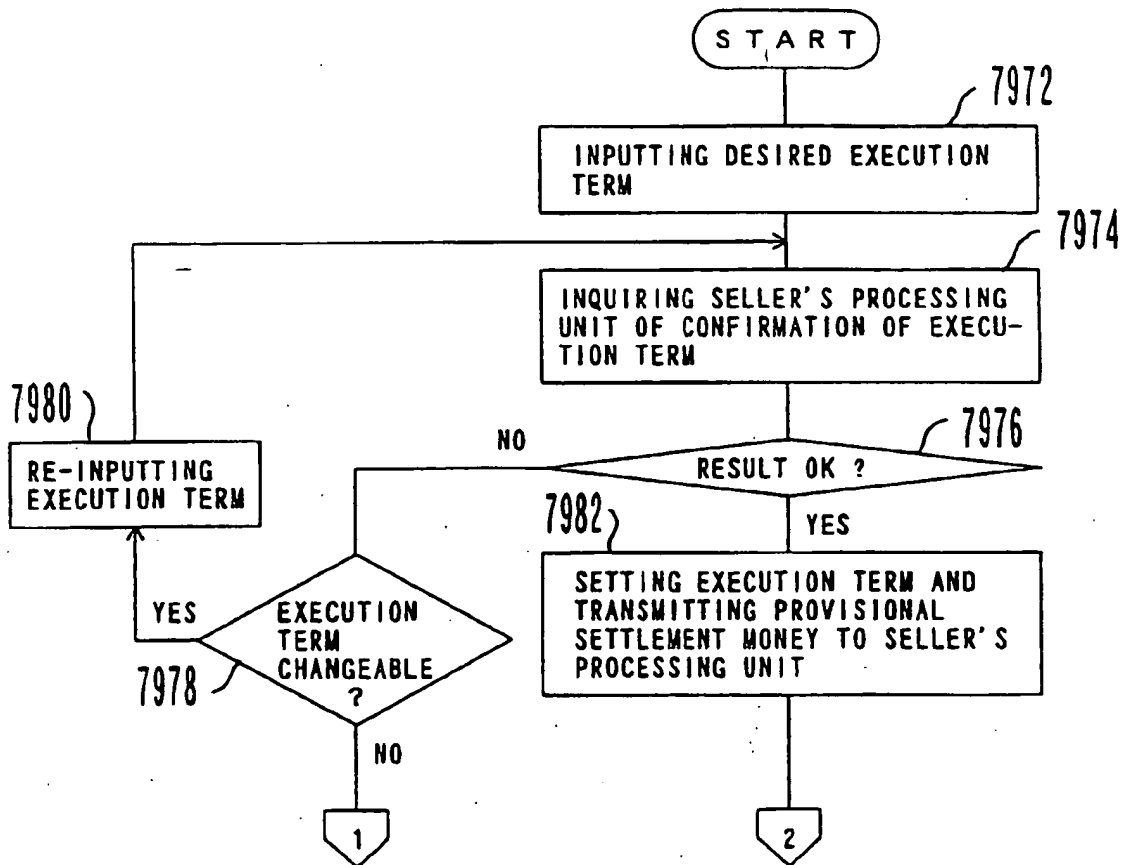 START
7972
INPUTTING DESIRED EXECUTION
TERM
7974
INQUIRING SELLER'S PROCESSING
UNIT OF CONFIRMATION OF EXECU-
TION TERM
7980
RE-INPUTTING
EXECUTION TERM
NO
7976
RESULT OK ?
YES
7982
SETTING EXECUTION TERM AND
TRANSMITTING PROVISIONAL
SETTLEMENT MONEY TO SELLER'S
PROCESSING UNIT
YES
EXECUTION
TERM
CHANGEABLE
?
7978
NO
1
2